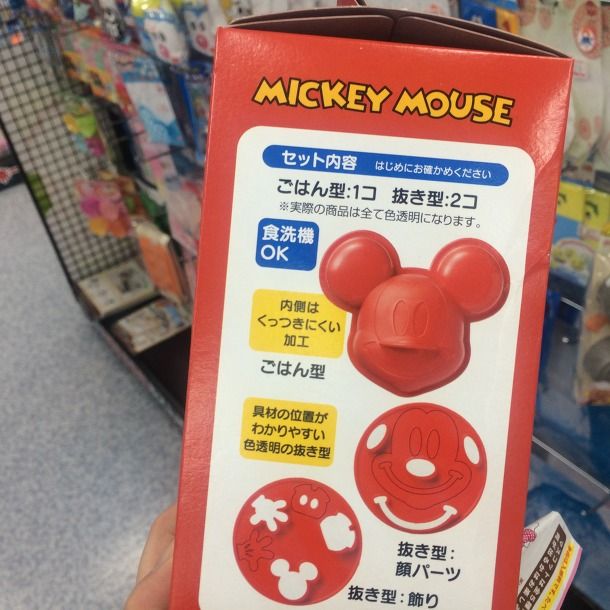 MICKEY MOUSE
セット内容 はじめにお確かめください
ごはん型:1コ 抜き型:2コ
※実際の商品は全て色透明になります。
食洗機
OK
内側は
くっつきにくい
加工
ごはん型
具材の位置が
わかりやすい
色透明の抜き型
抜き型:
顔パーツ
抜き型:飾り